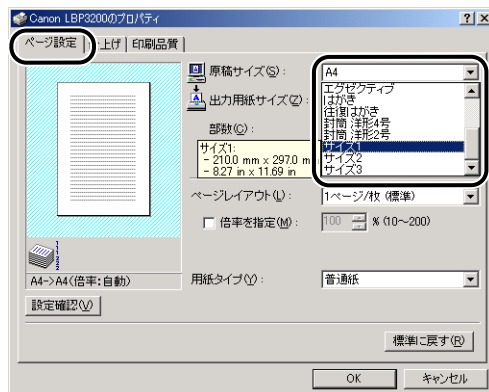 Canon LBP3200のプロパティ
ページ設定 上げ 印刷品質
原稿サイズ(S): A4
エグゼクティブ
はがき
出力用紙サイズ(Z):
往復はがき
封筒 洋形4号
部数(C):
封筒 洋形2号
サイズ1
サイズ1:
- 210.0 mm x 297.0 m
サイズ2
- 8.27 in x 11.69 in
サイズ3
ページレイアウト(L): 1ページ/枚 (標準)
倍率を指定(M): 100 % (10～200)
A4->A4(倍率:自動)
用紙タイプ(Y): 普通紙
設定確認(V)
標準に戻す(R)
OK キャンセル